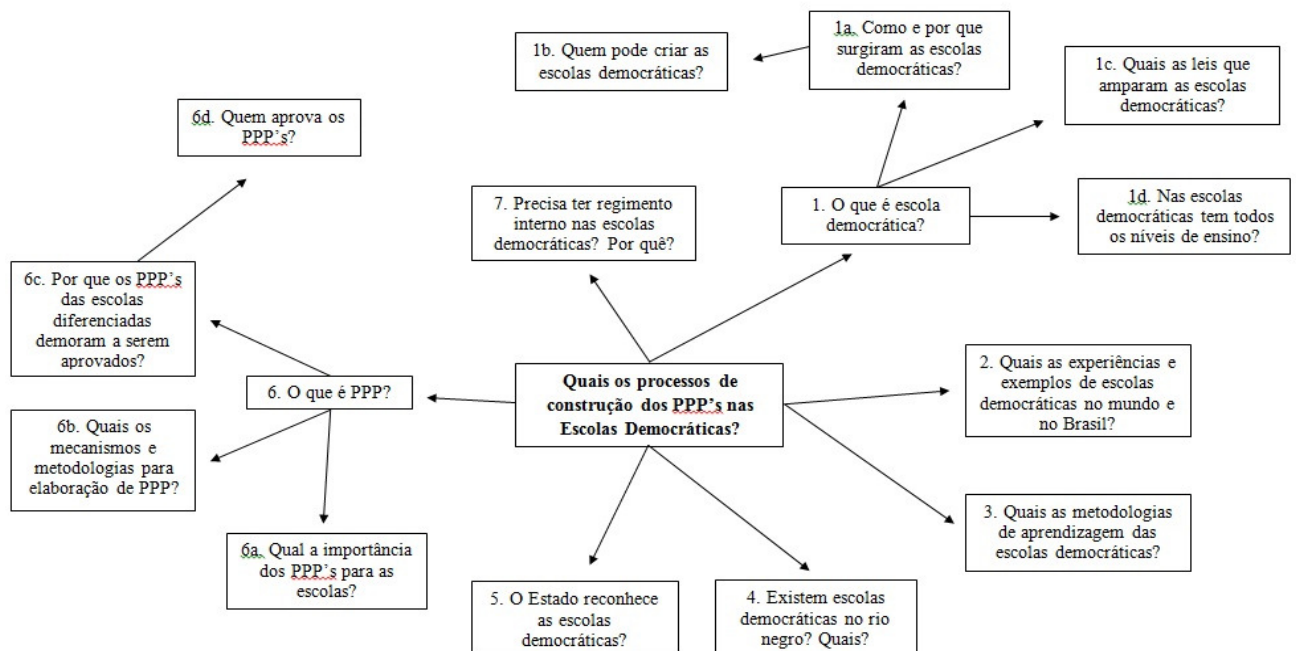 1a. Como e por que
surgiram as escolas
democráticas?
1b. Quem pode criar as
escolas democráticas?
1c. Quais as leis que
amparam as escolas
democráticas?
6d. Quem aprova os
PPP’s?
7. Precisa ter regimento
interno nas escolas
democráticas? Por quê?
1. O que é escola
democrática?
1d. Nas escolas
democráticas tem todos
os níveis de ensino?
6c. Por que os PPP’s
das escolas
diferenciadas
demoram a serem
aprovados?
6. O que é PPP?
Quais os processos de
construção dos PPP’s nas
Escolas Democráticas?
2. Quais as experiências e
exemplos de escolas
democráticas no mundo e
no Brasil?
6b. Quais os
mecanismos e
metodologias para
elaboração de PPP?
3. Quais as metodologias
de aprendizagem das
escolas democráticas?
6a. Qual a importância
dos PPP’s para as
escolas?
5. O Estado reconhece
as escolas
democráticas?
4. Existem escolas
democráticas no rio
negro? Quais?